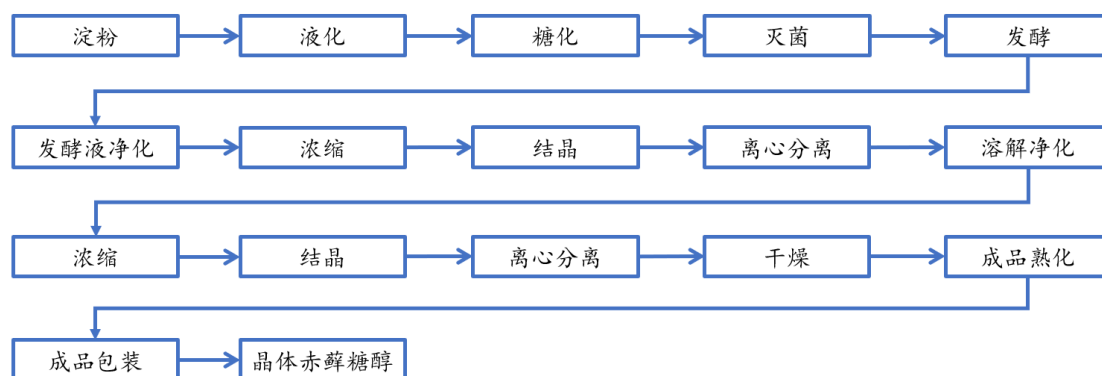 淀粉
液化
糖化
灭菌
发酵
发酵液净化
浓缩
结晶
离心分离
溶解净化
浓缩
结晶
离心分离
干燥
成品熟化
成品包装
晶体赤藓糖醇